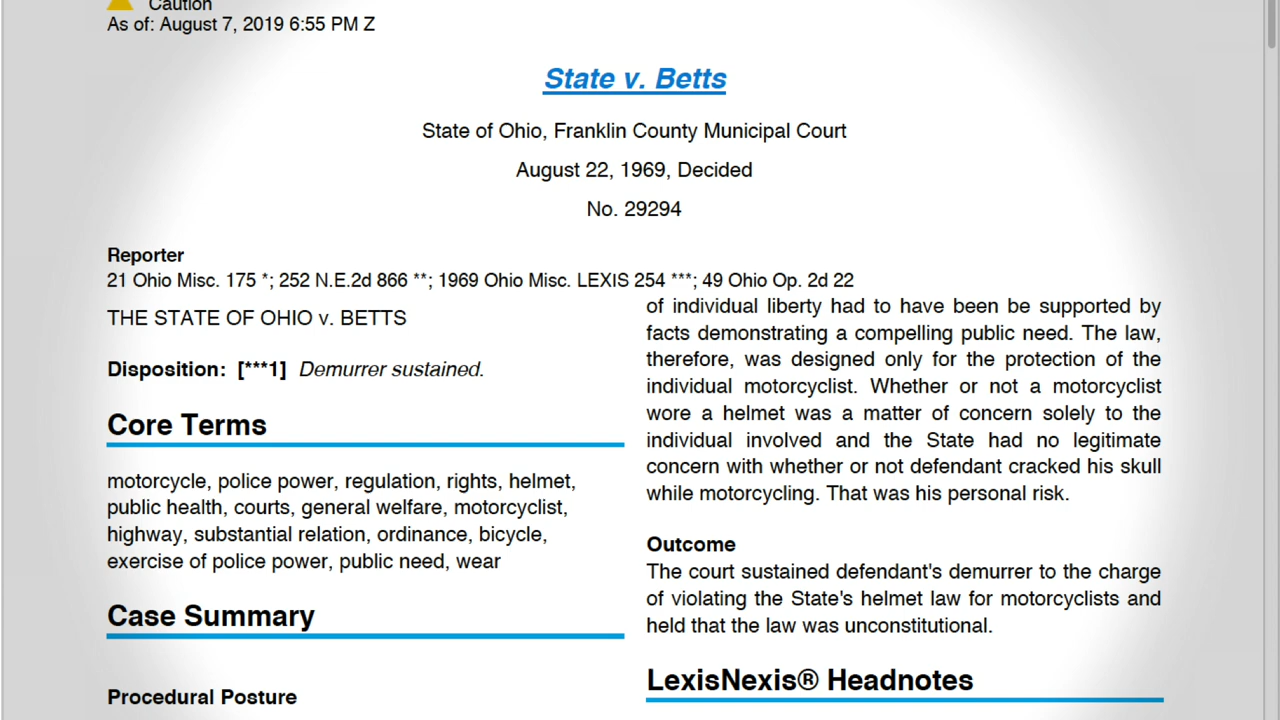 Caution
As of: August 7, 2019 6:55 PM Z
State v. Betts
State of Ohio, Franklin County Municipal Court
August 22, 1969, Decided
No. 29294
Reporter
21 Ohio Misc. 175 *; 252 N.E.2d 866 **; 1969 Ohio Misc. LEXIS 254 ***; 49 Ohio Op. 2d 22
THE STATE OF OHIO v. BETTS
Disposition: [***1] Demurrer sustained.
Core Terms
motorcycle, police power, regulation, rights, helmet,
public health, courts, general welfare, motorcyclist,
highway, substantial relation, ordinance, bicycle,
exercise of police power, public need, wear
Case Summary
Procedural Posture
of individual liberty had to have been be supported by
facts demonstrating a compelling public need. The law,
therefore, was designed only for the protection of the
individual motorcyclist. Whether or not a motorcyclist
wore a helmet was a matter of concern solely to the
individual involved and the State had no legitimate
concern with whether or not defendant cracked his skull
while motorcycling. That was his personal risk.
Outcome
The court sustained defendant's demurrer to the charge
of violating the State's helmet law for motorcyclists and
held that the law was unconstitutional.
LexisNexis® Headnotes